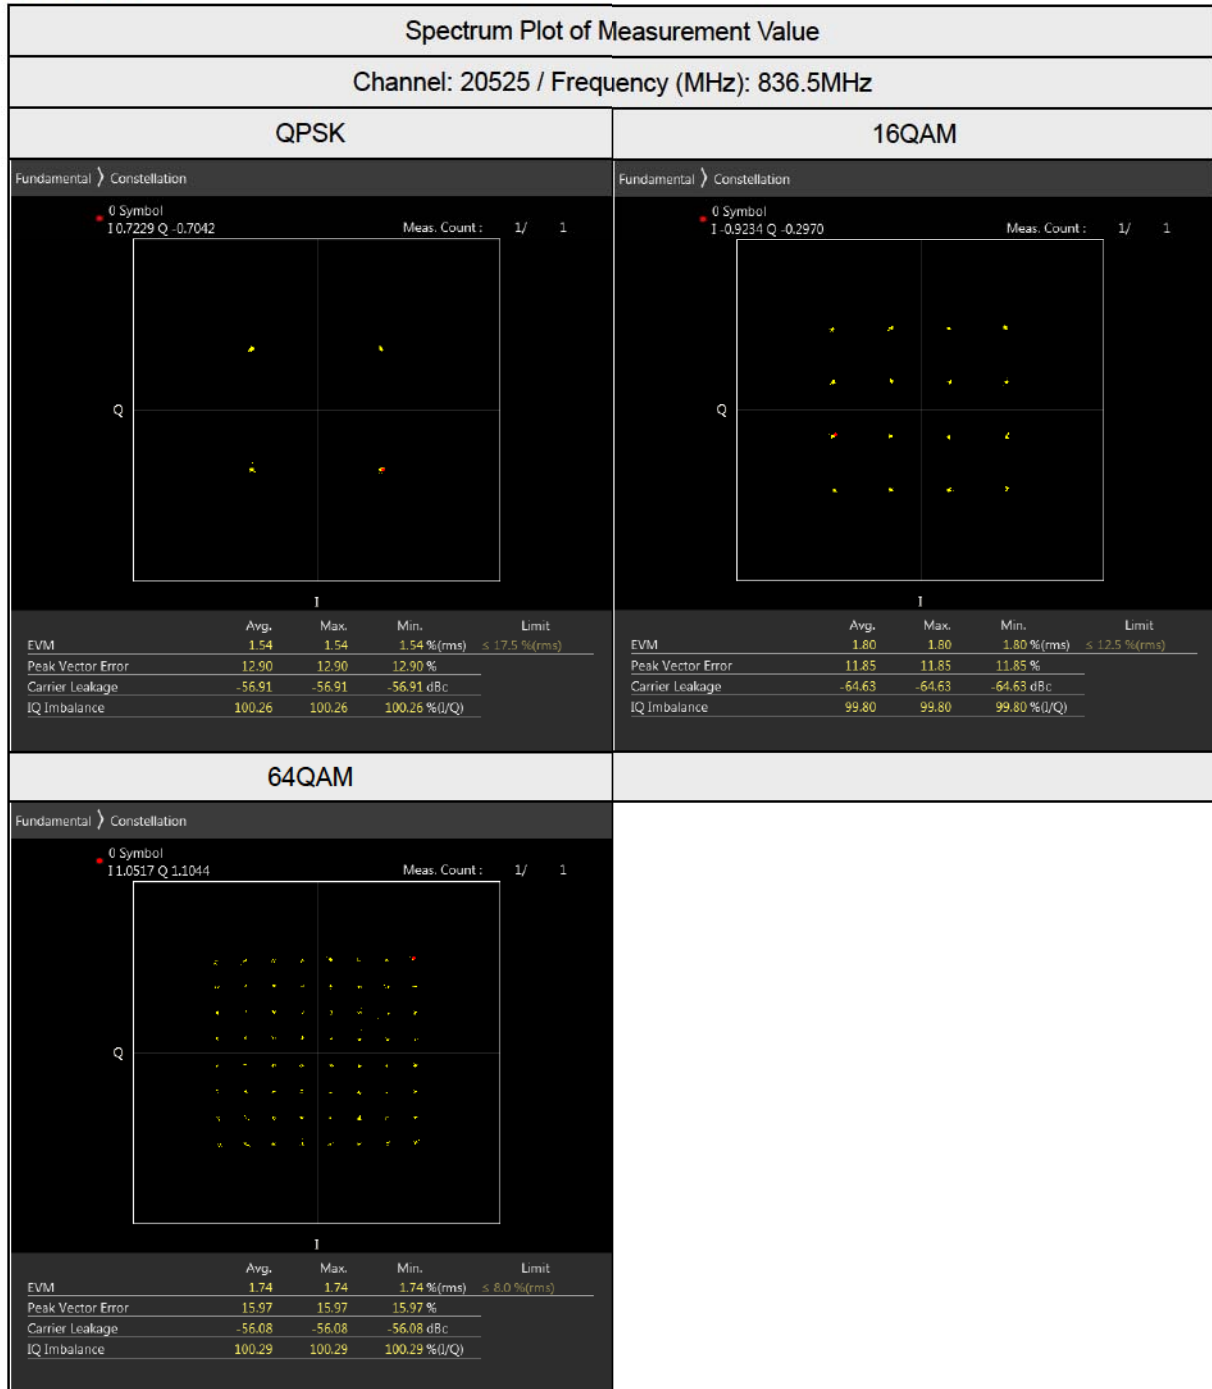 Spectrum Plot of Measurement Value
Channel: 20525 / Frequency (MHz): 836.5MHz
QPSK
16QAM
Fundamental 〉 Constellation
0 Symbol
I 0.7229 Q -0.7042 Meas. Count : 1/ 1
Q
I
Avg. Max. Min. Limit
EVM 1.54 1.54 1.54 %(rms) ≤ 17.5 %(rms)
Peak Vector Error 12.90 12.90 12.90 %
Carrier Leakage -56.91 -56.91 -56.91 dBc
IQ Imbalance 100.26 100.26 100.26 %(I/Q)
Fundamental 〉 Constellation
0 Symbol
I -0.9234 Q -0.2970 Meas. Count : 1/ 1
Q
I
Avg. Max. Min. Limit
EVM 1.80 1.80 1.80 %(rms) ≤ 12.5 %(rms)
Peak Vector Error 11.85 11.85 11.85 %
Carrier Leakage -64.63 -64.63 -64.63 dBc
IQ Imbalance 99.80 99.80 99.80 %(I/Q)
64QAM
Fundamental 〉 Constellation
0 Symbol
I 1.0517 Q 1.1044 Meas. Count : 1/ 1
Q
I
Avg. Max. Min. Limit
EVM 1.74 1.74 1.74 %(rms) ≤ 8.0 %(rms)
Peak Vector Error 15.97 15.97 15.97 %
Carrier Leakage -56.08 -56.08 -56.08 dBc
IQ Imbalance 100.29 100.29 100.29 %(I/Q)